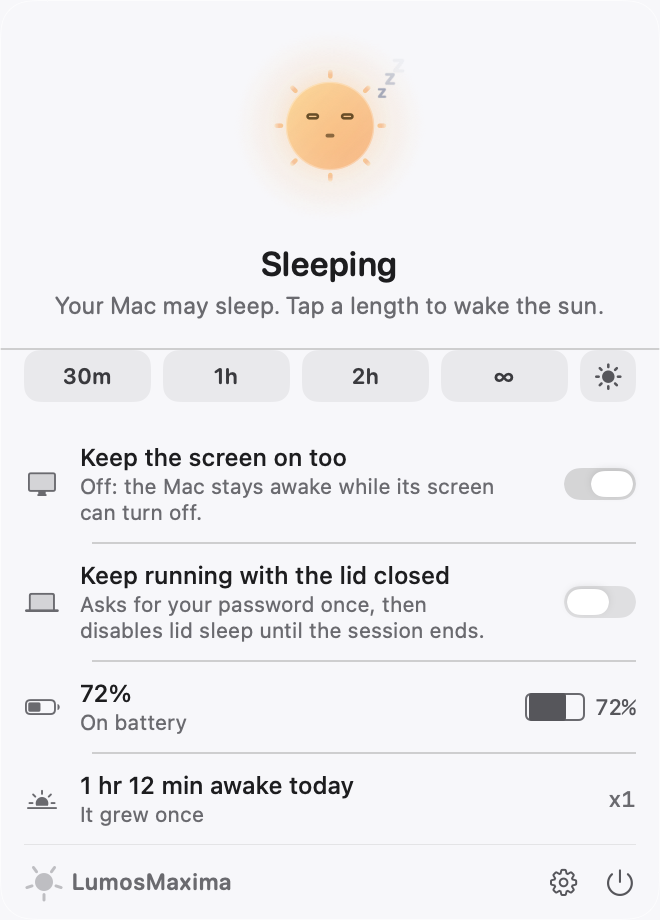 z
z
z
Sleeping
Your Mac may sleep. Tap a length to wake the sun.
30m 1h 2h ∞
Keep the screen on too
Off: the Mac stays awake while its screen
can turn off.
Keep running with the lid closed
Asks for your password once, then
disables lid sleep until the session ends.
72%
On battery
72%
1 hr 12 min awake today
It grew once
x1
LumosMaxima